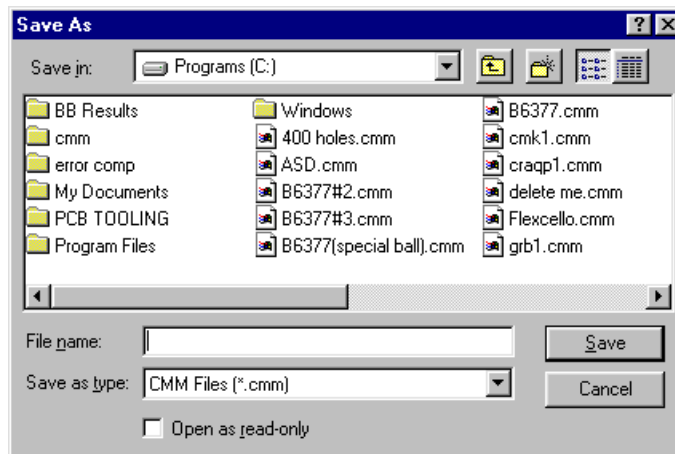 Save As
Save in: Programs (C:)
BB Results
cmm
error comp
My Documents
PCB TOOLING
Program Files
Windows
400 holes.cmm
ASD.cmm
B6377#2.cmm
B6377#3.cmm
B6377(special ball).cmm
B6377.cmm
cmk1.cmm
craqp1.cmm
delete me.cmm
Flexcello.cmm
grb1.cmm
File name:
Save
Save as type: CMM Files (*.cmm)
Cancel
Open as read-only